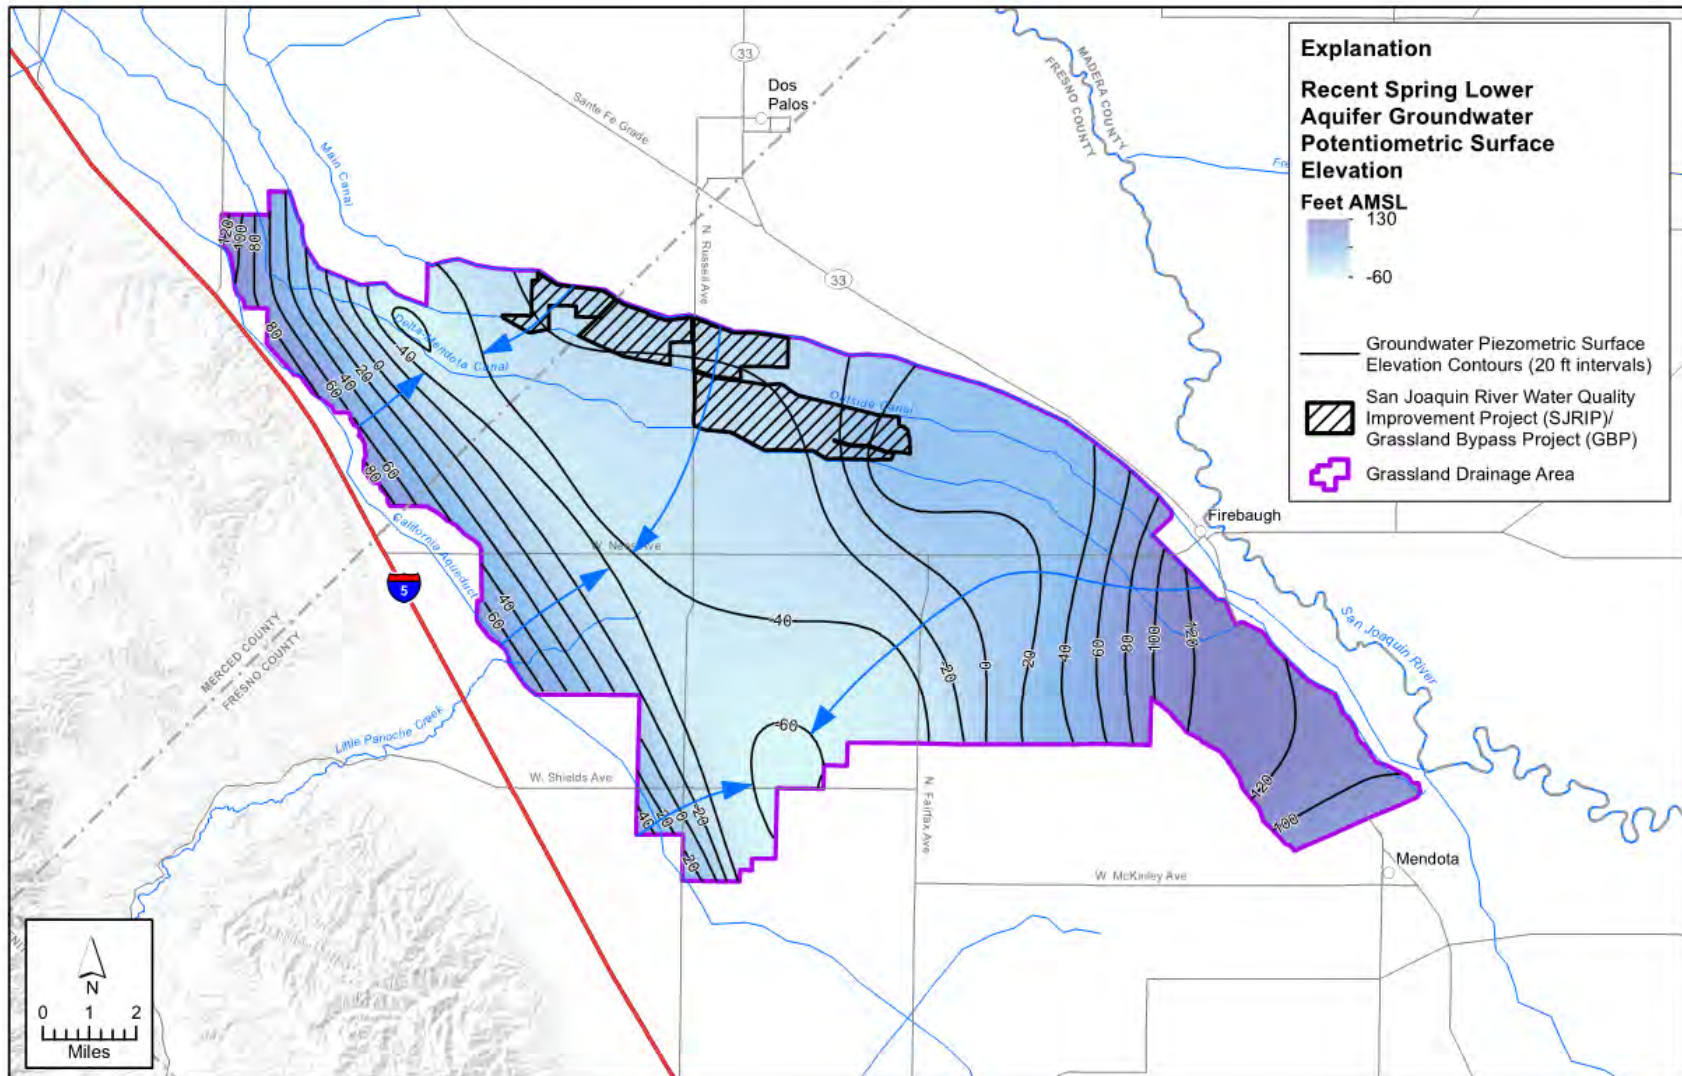 Explanation
Recent Spring Lower
Aquifer Groundwater
Potentiometric Surface
Elevation
Feet AMSL
130
-60
Groundwater Piezometric Surface
Elevation Contours (20 ft intervals)
San Joaquin River Water Quality
Improvement Project (SJRIP)/
Grassland Bypass Project (GBP)
Grassland Drainage Area
33
Dos
Palos
Sante Fe Grade
MADERA COUNTY
FRESNO COUNTY
Main Canal
N. Russell Ave
33
120
100
80
Delta-Mendota Canal
Outside Canal
80
60
40
20
0
-40
80
60
Firebaugh
California Aqueduct
W. Ness Ave
5
MERCED COUNTY
FRESNO COUNTY
San Joaquin River
40
60
-40
-20
0
20
40
60
80
100
120
Little Panoche Creek
-60
W. Shields Ave
N. Fairfax Ave
40
20
0
-20
20
120
100
Mendota
W. McKinley Ave
N
0 1 2
Miles